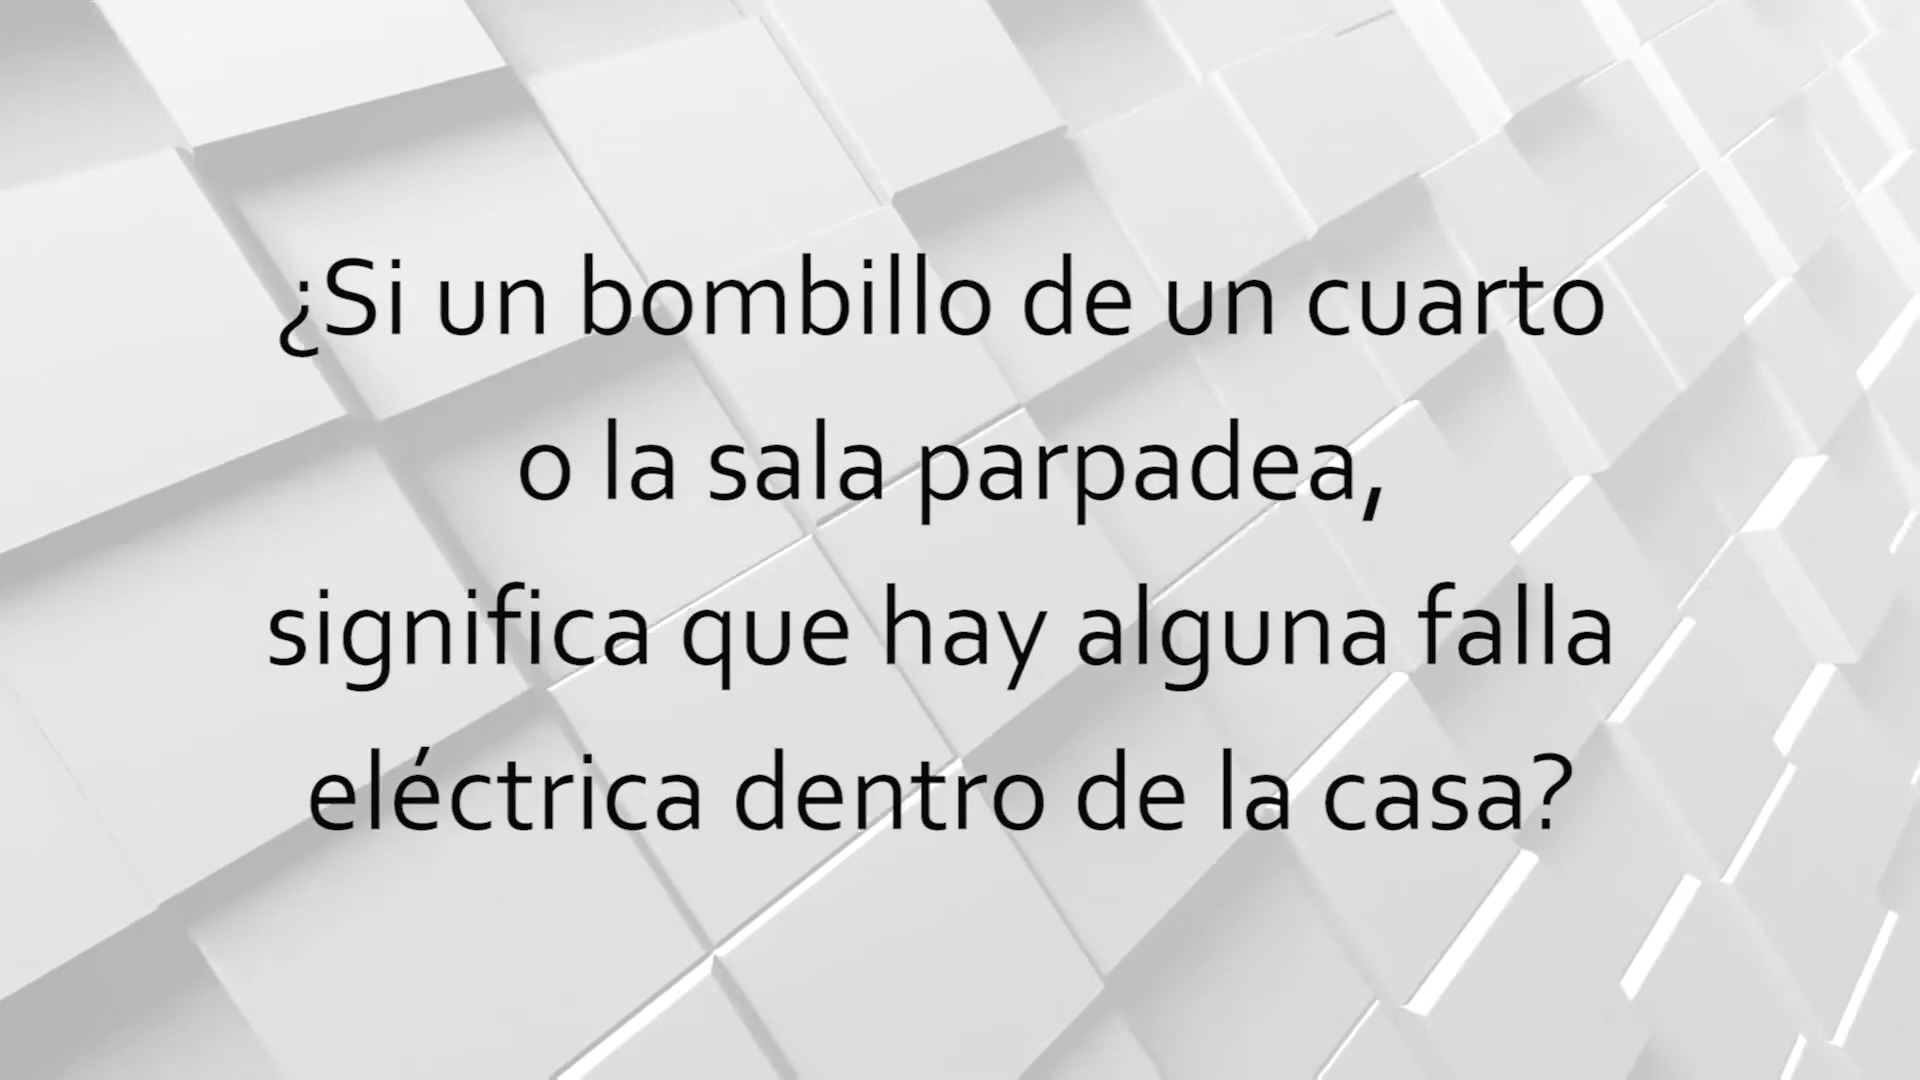 ¿Si un bombillo de un cuarto
o la sala parpadea,
significa que hay alguna falla
eléctrica dentro de la casa?